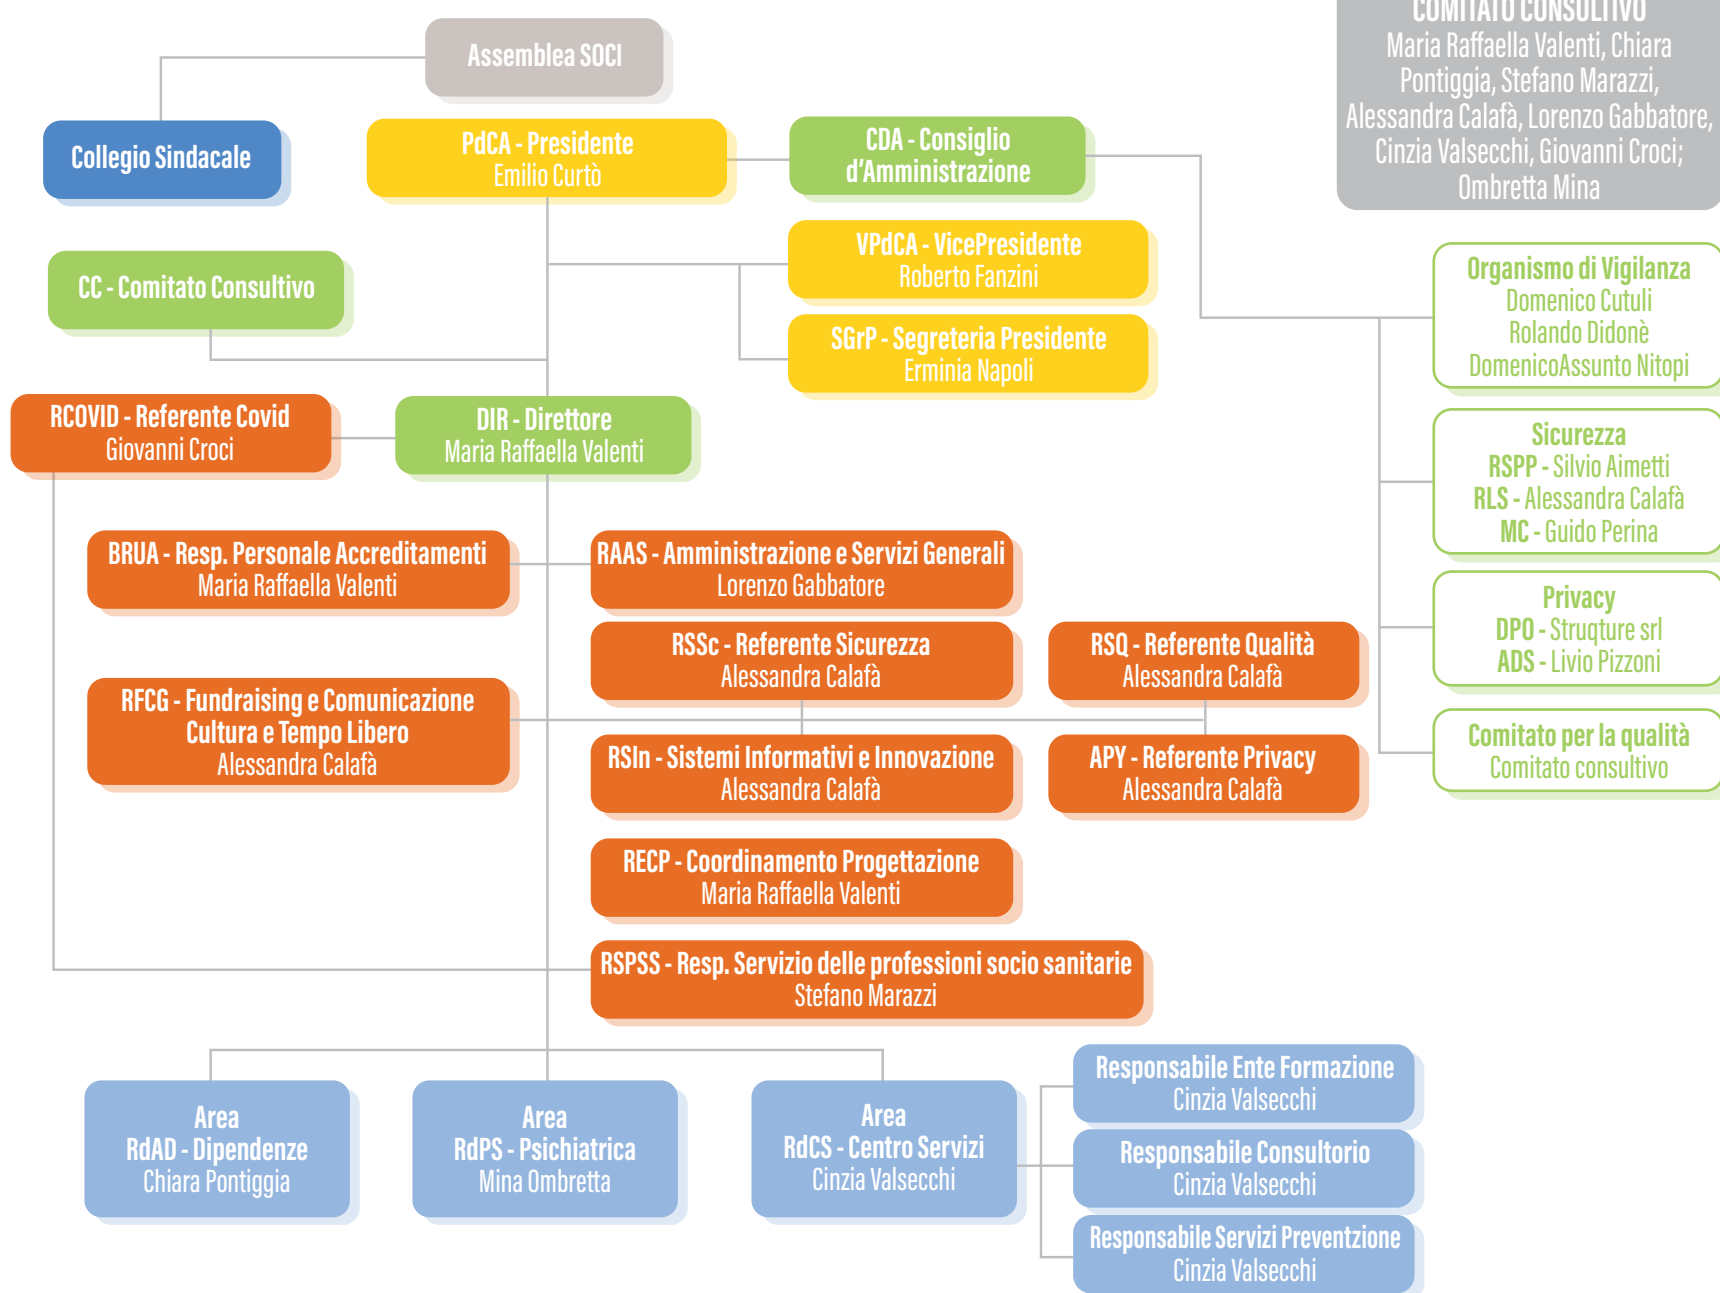 COMITATO CONSULTIVO
Maria Raffaella Valenti, Chiara
Pontiggia, Stefano Marazzi,
Alessandra Calafà, Lorenzo Gabbatore,
Cinzia Valsecchi, Giovanni Croci;
Ombretta Mina
Assemblea SOCI
Collegio Sindacale
PdCA - Presidente
Emilio Curtò
CDA - Consiglio
d'Amministrazione
VPdCA - VicePresidente
Roberto Fanzini
SGrP - Segreteria Presidente
Erminia Napoli
CC - Comitato Consultivo
Organismo di Vigilanza
Domenico Cutuli
Rolando Didonè
DomenicoAssunto Nitopi
RCOVID - Referente Covid
Giovanni Croci
DIR - Direttore
Maria Raffaella Valenti
Sicurezza
RSPP - Silvio Aimetti
RLS - Alessandra Calafà
MC - Guido Perina
BRUA - Resp. Personale Accreditamenti
Maria Raffaella Valenti
RAAS - Amministrazione e Servizi Generali
Lorenzo Gabbatore
Privacy
DPO - Struqture srl
ADS - Livio Pizzoni
RSSc - Referente Sicurezza
Alessandra Calafà
RSQ - Referente Qualità
Alessandra Calafà
RFCG - Fundraising e Comunicazione
Cultura e Tempo Libero
Alessandra Calafà
RSIn - Sistemi Informativi e Innovazione
Alessandra Calafà
APY - Referente Privacy
Alessandra Calafà
Comitato per la qualità
Comitato consultivo
RECP - Coordinamento Progettazione
Maria Raffaella Valenti
RSPSS - Resp. Servizio delle professioni socio sanitarie
Stefano Marazzi
Area
RdAD - Dipendenze
Chiara Pontiggia
Area
RdPS - Psichiatrica
Mina Ombretta
Area
RdCS - Centro Servizi
Cinzia Valsecchi
Responsabile Ente Formazione
Cinzia Valsecchi
Responsabile Consultorio
Cinzia Valsecchi
Responsabile Servizi Preventzione
Cinzia Valsecchi